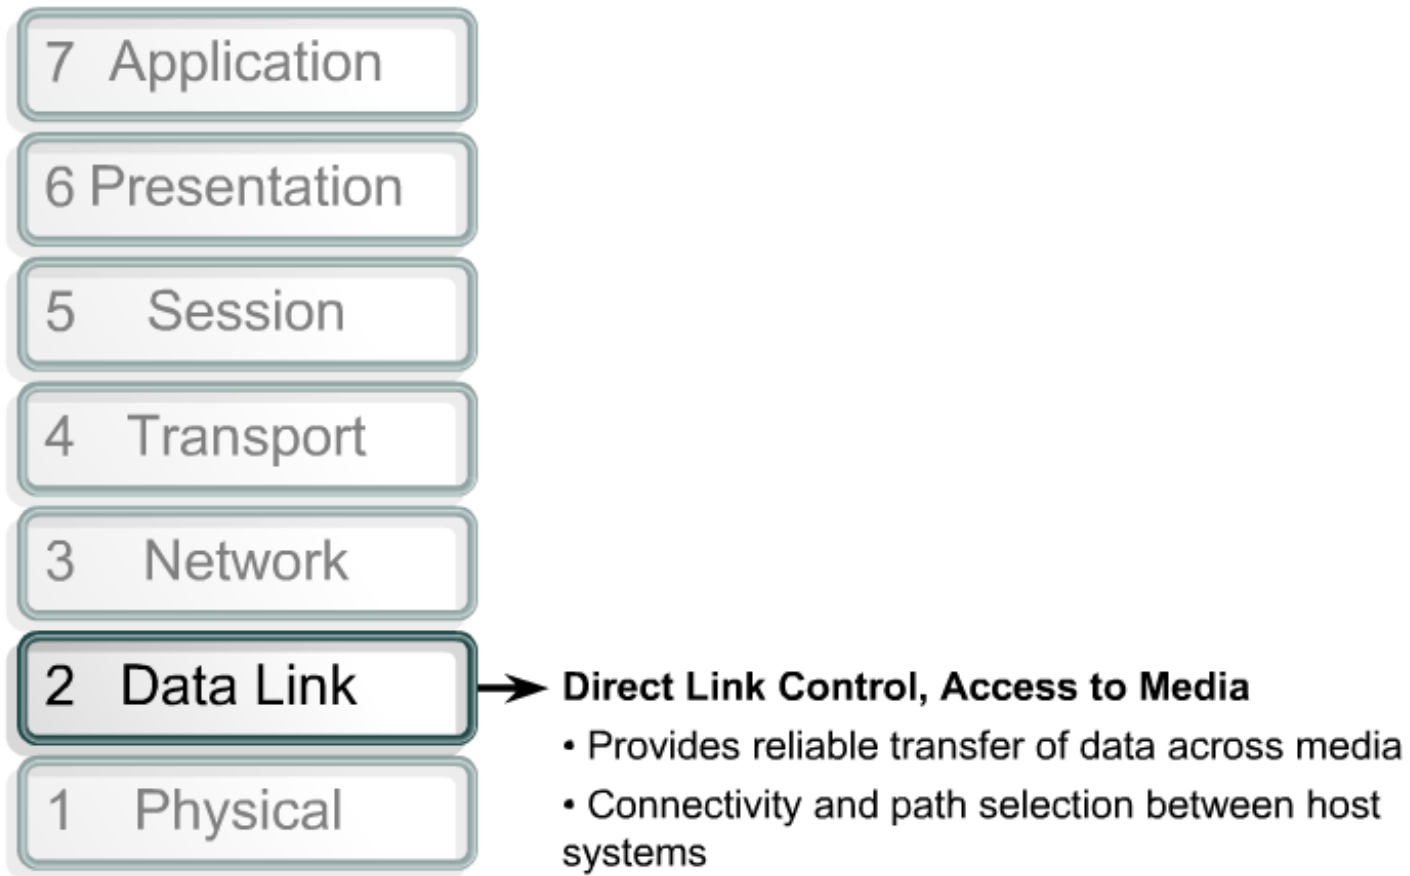 7 Application
6 Presentation
5 Session
4 Transport
3 Network
2 Data Link
Direct Link Control, Access to Media
• Provides reliable transfer of data across media
• Connectivity and path selection between host
systems
1 Physical